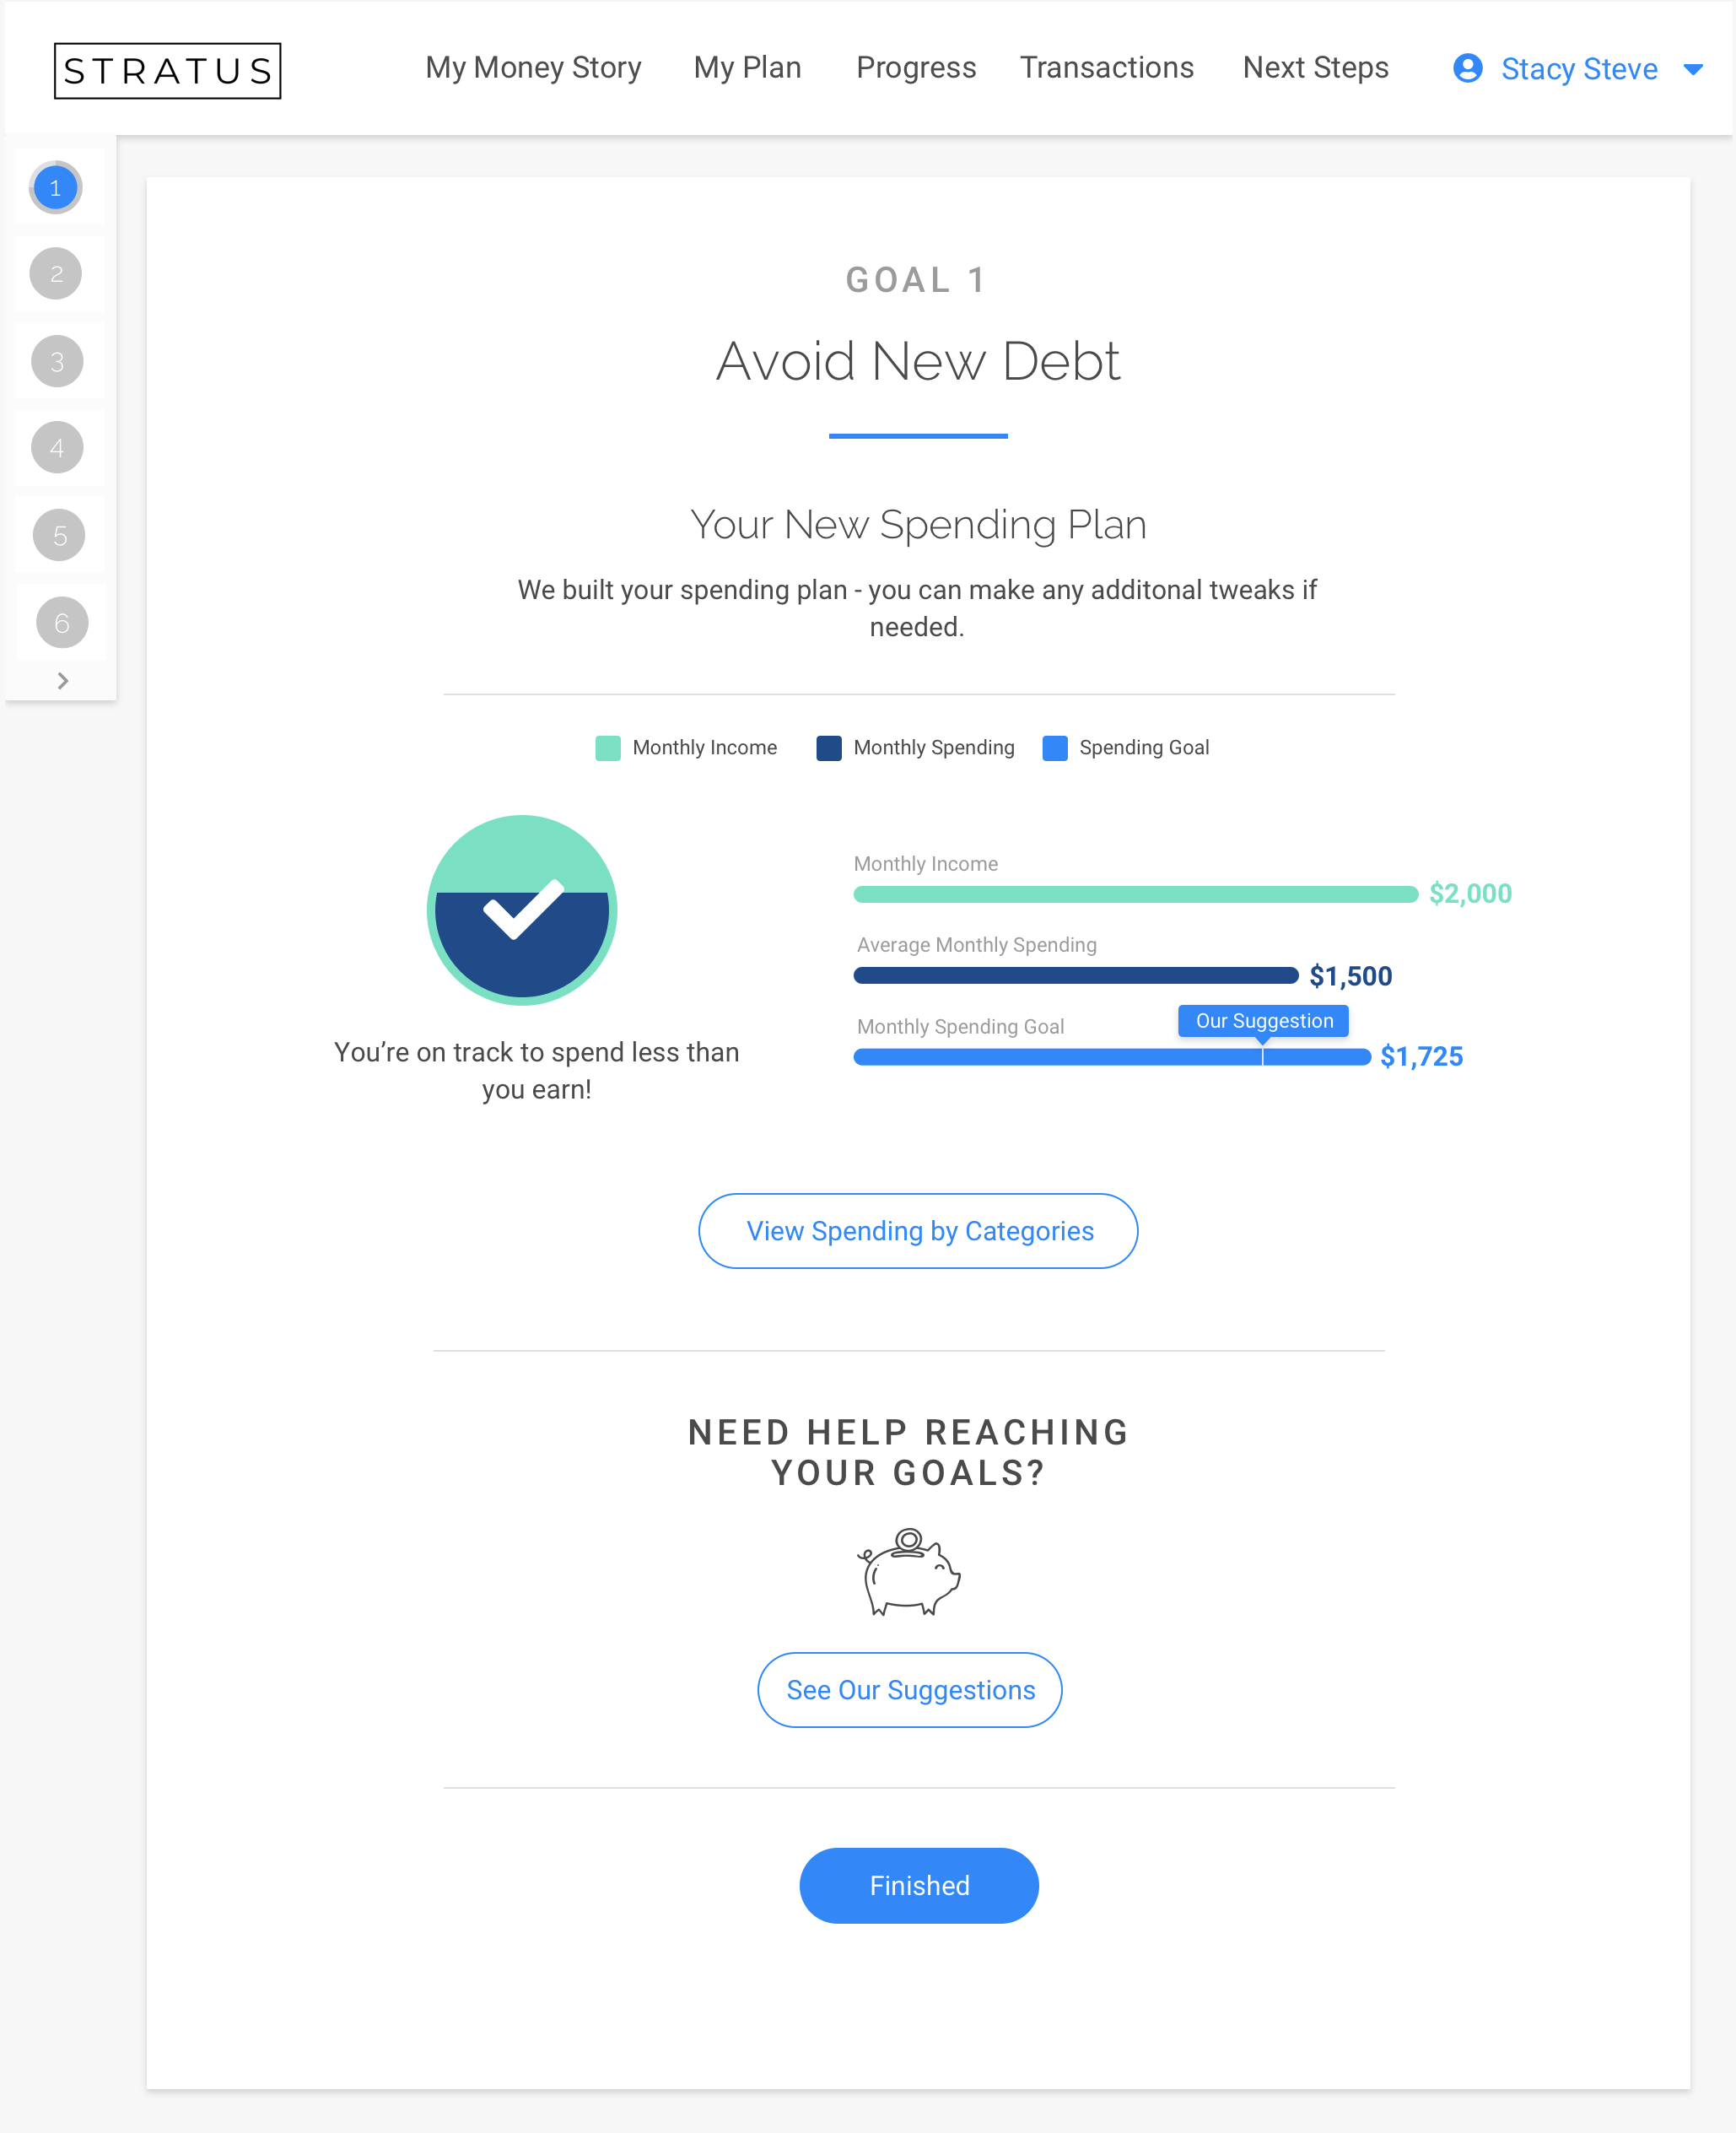 STRATUS
My Money Story
My Plan
Progress
Transactions
Next Steps
Stacy Steve
1
2
3
4
5
6
GOAL 1
Avoid New Debt
Your New Spending Plan
We built your spending plan - you can make any additonal tweaks if
needed.
Monthly Income
Monthly Spending
Spending Goal
You’re on track to spend less than
you earn!
Monthly Income
$2,000
Average Monthly Spending
$1,500
Monthly Spending Goal
Our Suggestion
$1,725
View Spending by Categories
NEED HELP REACHING
YOUR GOALS?
See Our Suggestions
Finished